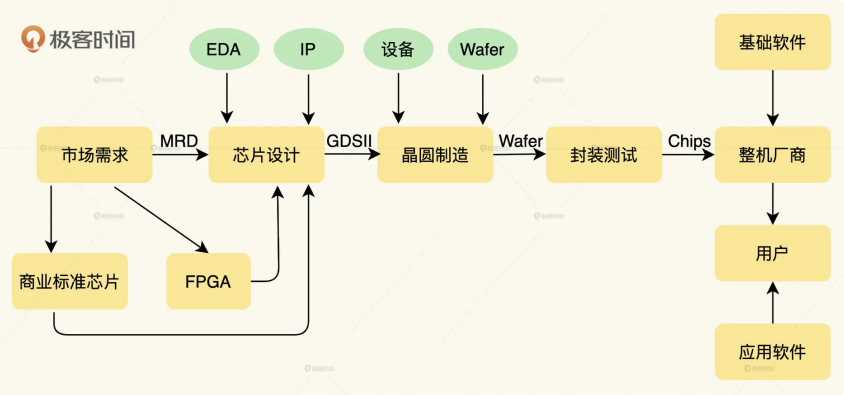 极客时间
EDA
IP
设备
Wafer
基础软件
市场需求
MRD
芯片设计
GDSII
晶圆制造
Wafer
封装测试
Chips
整机厂商
商业标准芯片
FPGA
用户
应用软件